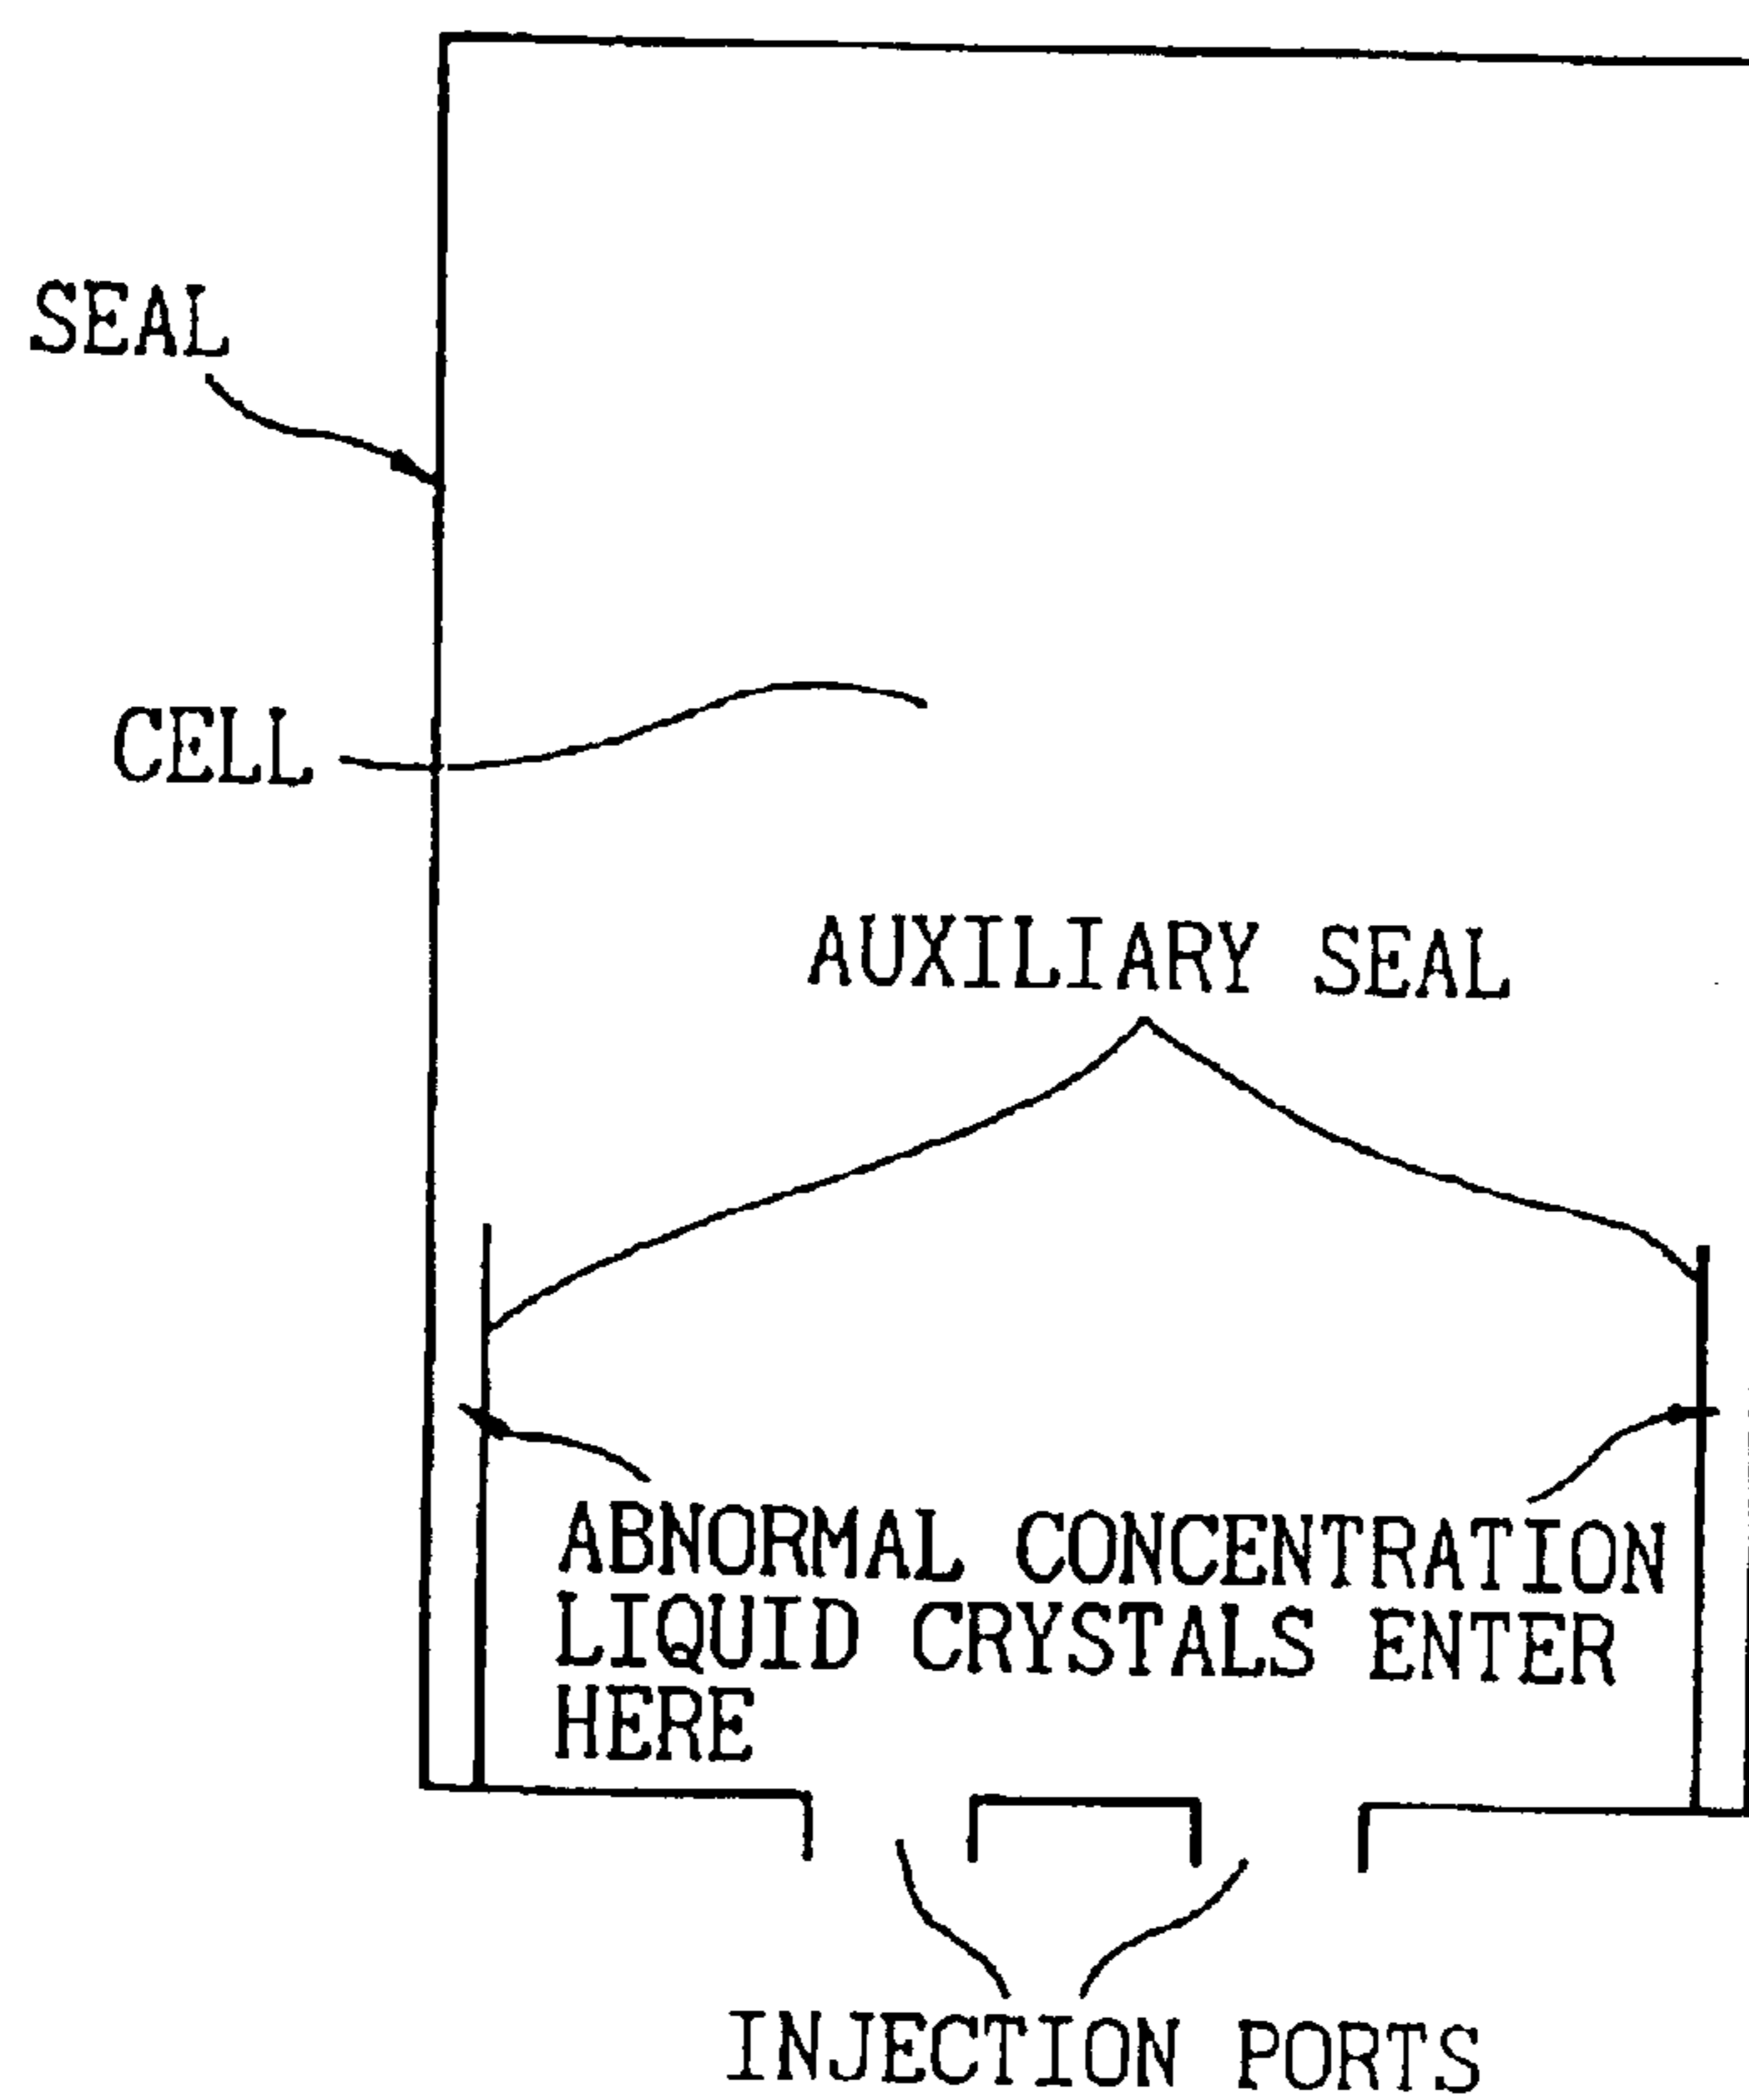 SEAL
CELL
AUXILIARY SEAL
ABNORMAL CONCENTRATION
LIQUID CRYSTALS ENTER
HERE
INJECTION PORTS